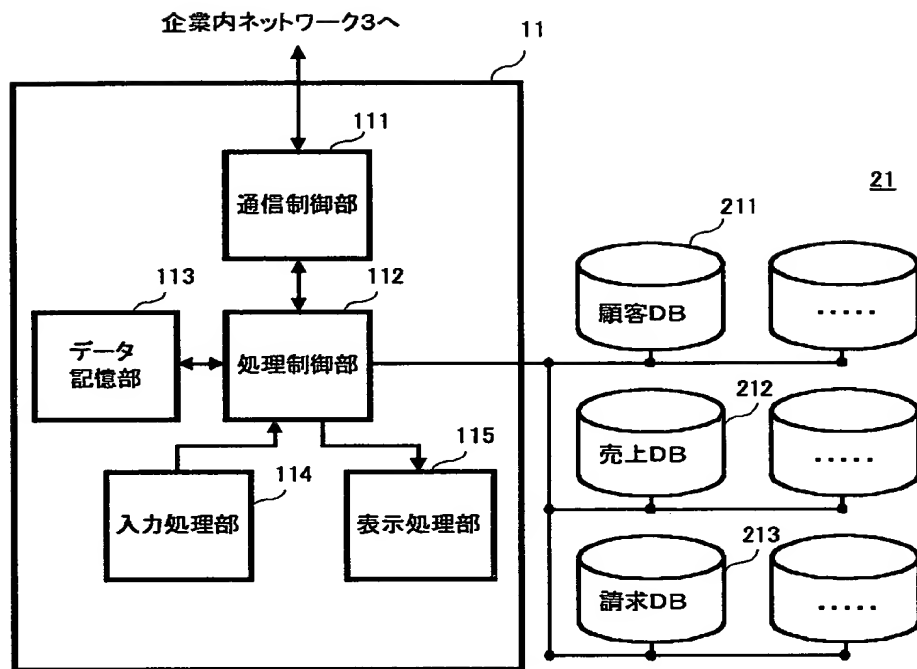 企業内ネットワーク3へ
11
111
通信制御部
21
211
113
112
顧客DB
.....
データ
記憶部
処理制御部
212
115
売上DB
.....
114
入力処理部
表示処理部
213
請求DB
.....